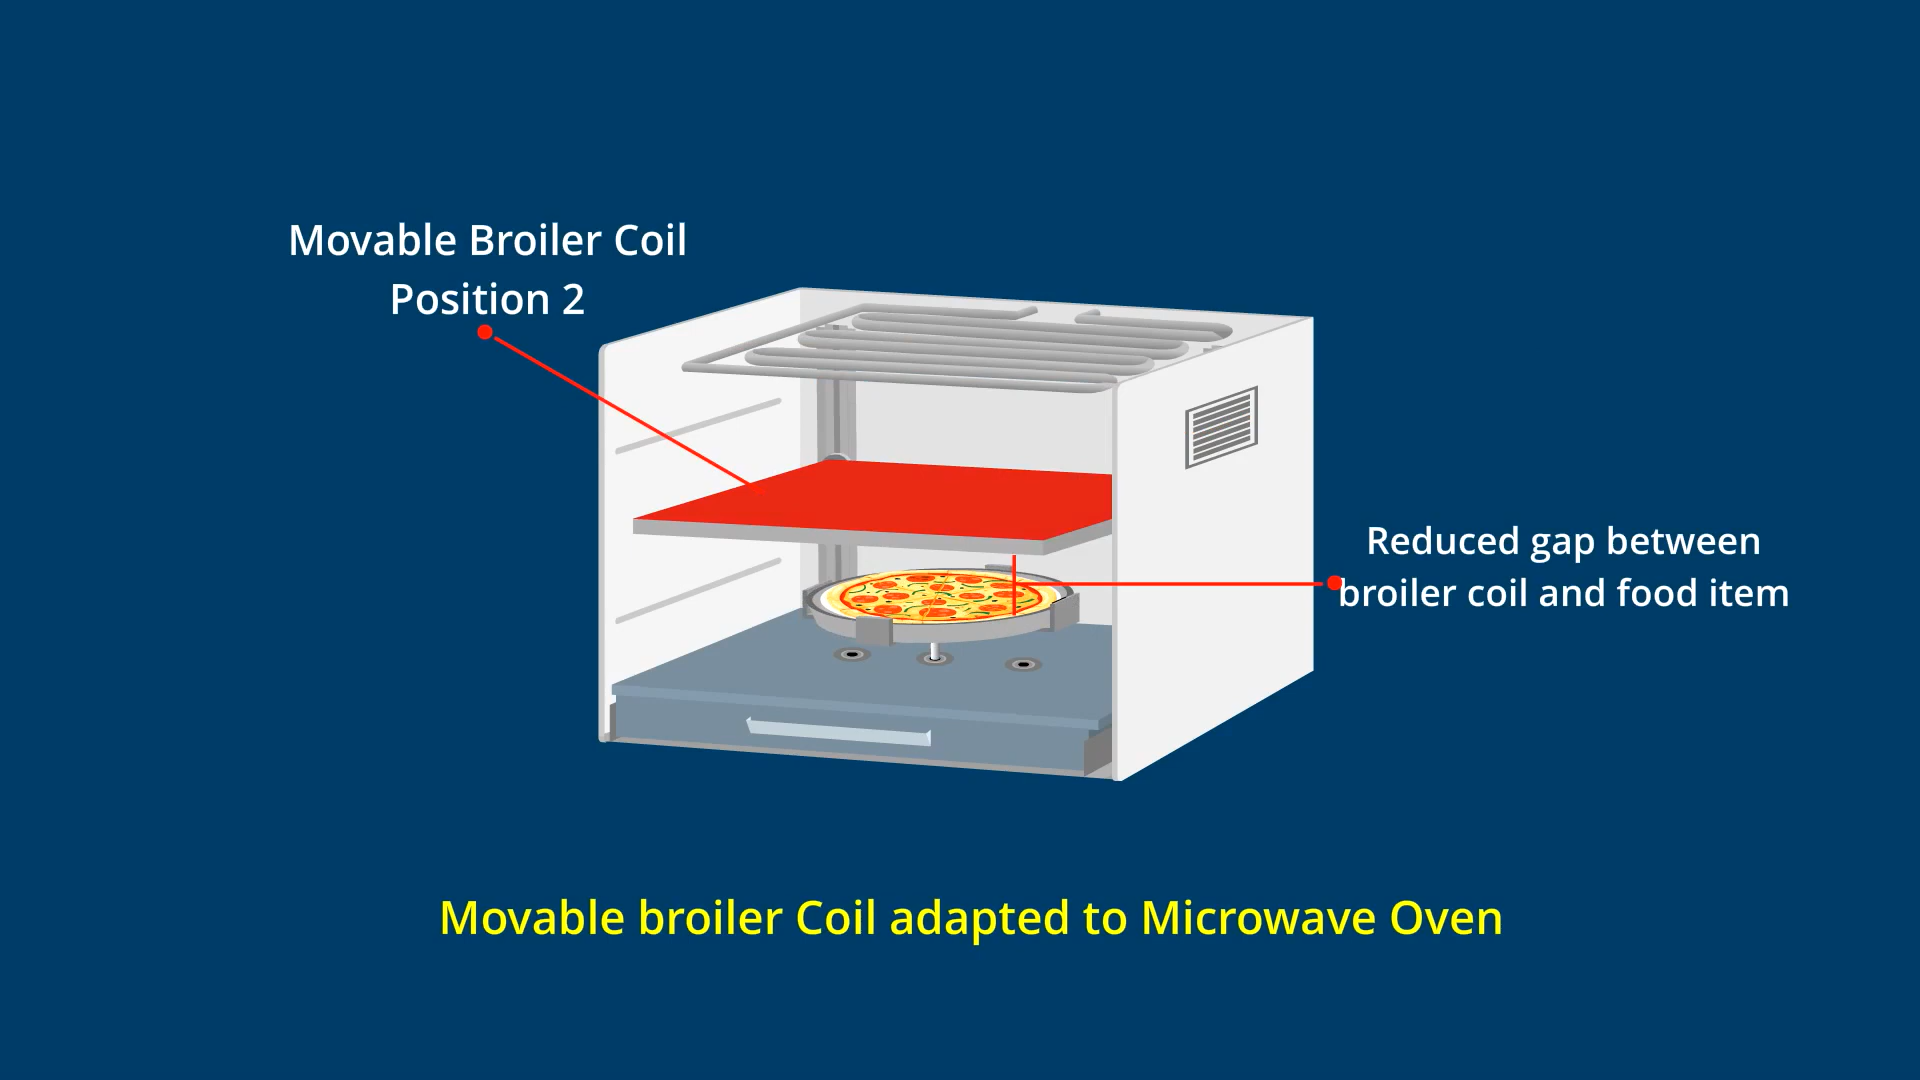 Movable Broiler Coil
Position 2
Reduced gap between
broiler coil and food item
Movable broiler Coil adapted to Microwave Oven